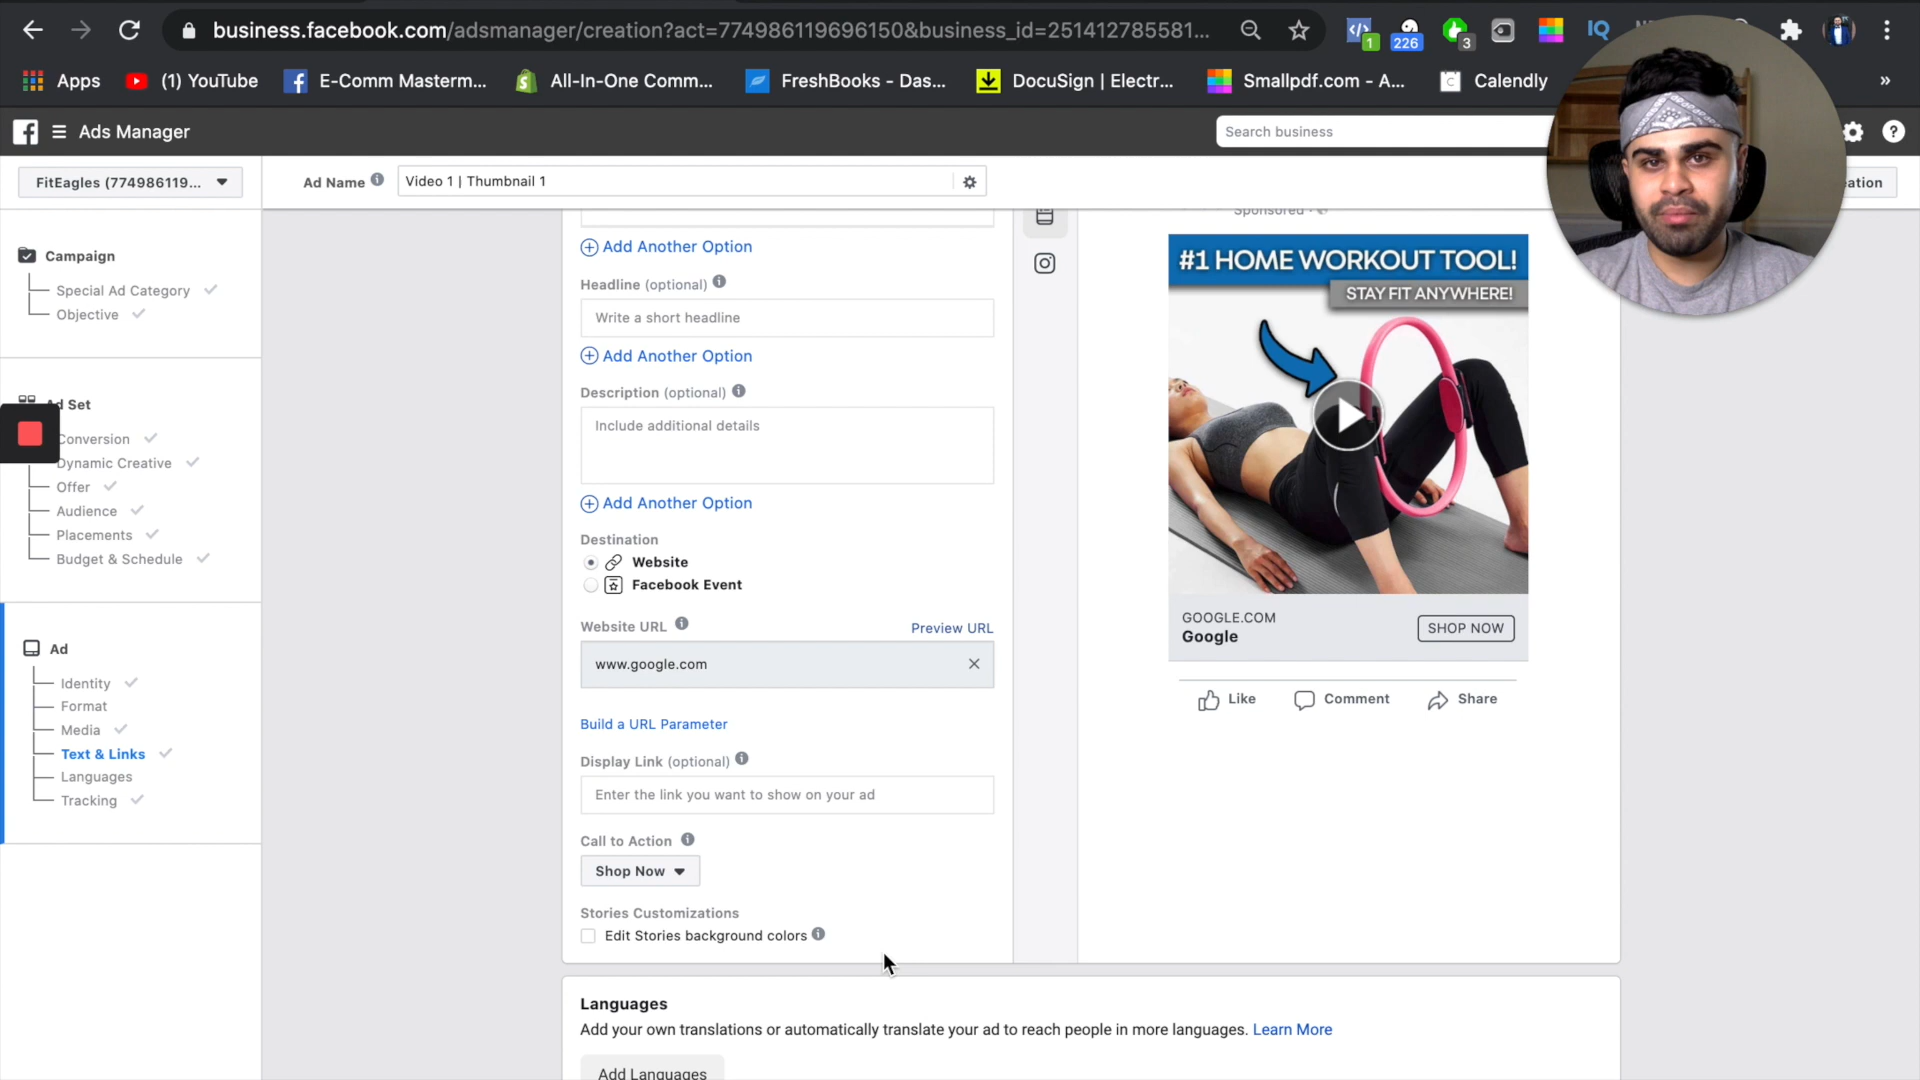 business.facebook.com/adsmanager/creation?act=774986119696150&business_id=251412785581...
1
226
3
IQ
Apps
(1) YouTube
E-Comm Masterm...
All-In-One Comm...
FreshBooks - Das...
DocuSign | Electr...
Smallpdf.com - A...
Calendly
»
Ads Manager
Search business
FitEagles (774986119...
Ad Name
Video 1 | Thumbnail 1
ation
Campaign
Special Ad Category
Objective
Ad Set
Conversion
Dynamic Creative
Offer
Audience
Placements
Budget & Schedule
Ad
Identity
Format
Media
Text & Links
Languages
Tracking
Add Another Option
Headline (optional)
Write a short headline
Add Another Option
Description (optional)
Include additional details
Add Another Option
Destination
Website
Facebook Event
Website URL
Preview URL
www.google.com
Build a URL Parameter
Display Link (optional)
Enter the link you want to show on your ad
Call to Action
Shop Now
Stories Customizations
Edit Stories background colors
Languages
Add your own translations or automatically translate your ad to reach people in more languages. Learn More
Add Languages
Sponsored ·
#1 HOME WORKOUT TOOL!
STAY FIT ANYWHERE!
GOOGLE.COM
Google
SHOP NOW
Like
Comment
Share